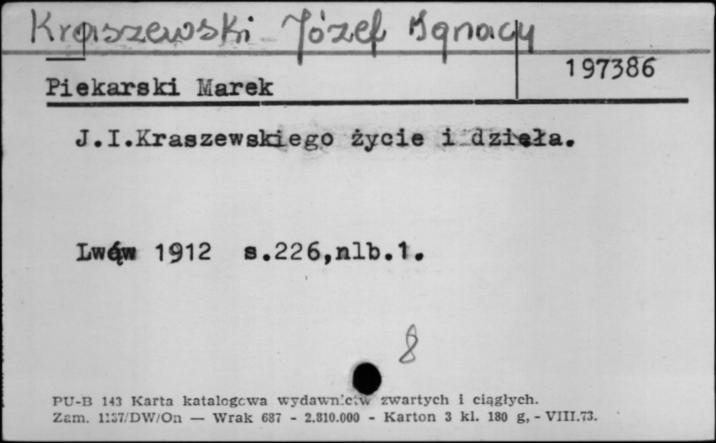 Kraszewski Józef Ignacy
197386
Piekarski Marek
J.I.Kraszewskiego życie i dzieła.
Lwów 1912 s.226,nlb.1.
8
PU-B 143 Karta katalogowa wydawnictw zwartych i ciągłych.
Zam. 1137/DW/On — Wrak 687 - 2.810.000 - Karton 3 kl. 180 g, - VIII.73.